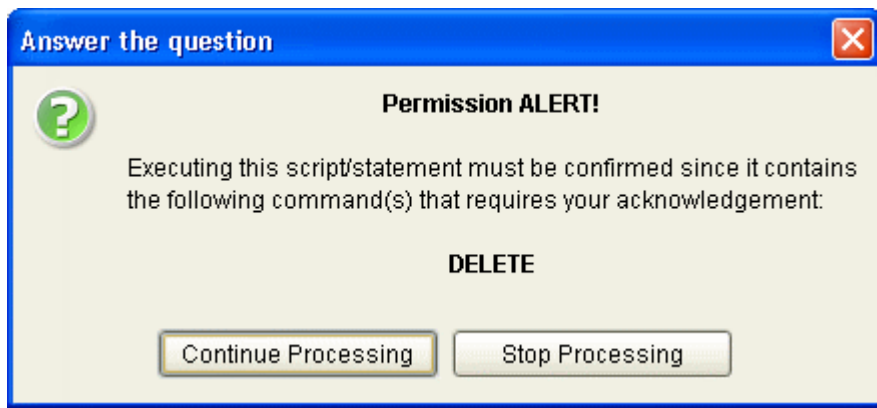 Answer the question
Permission ALERT!
Executing this script/statement must be confirmed since it contains
the following command(s) that requires your acknowledgement:
DELETE
Continue Processing
Stop Processing